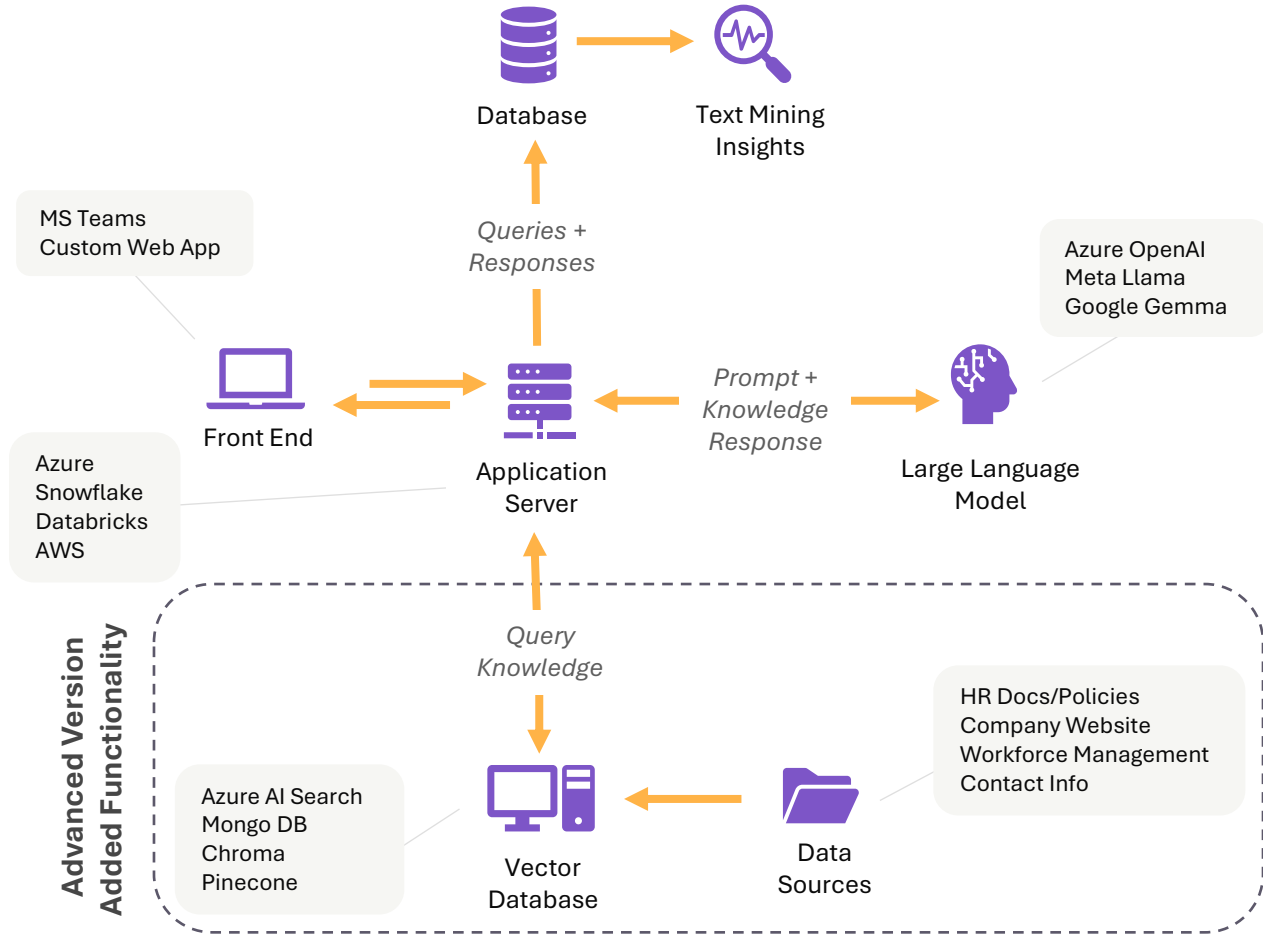 Database
Text Mining
Insights
MS Teams
Custom Web App
Queries +
Responses
Azure OpenAI
Meta Llama
Google Gemma
Front End
Prompt +
Knowledge
Response
Azure
Snowflake
Databricks
AWS
Application
Server
Large Language
Model
Advanced Version
Added Functionality
Query
Knowledge
HR Docs/Policies
Company Website
Workforce Management
Contact Info
Azure AI Search
Mongo DB
Chroma
Pinecone
Vector
Database
Data
Sources